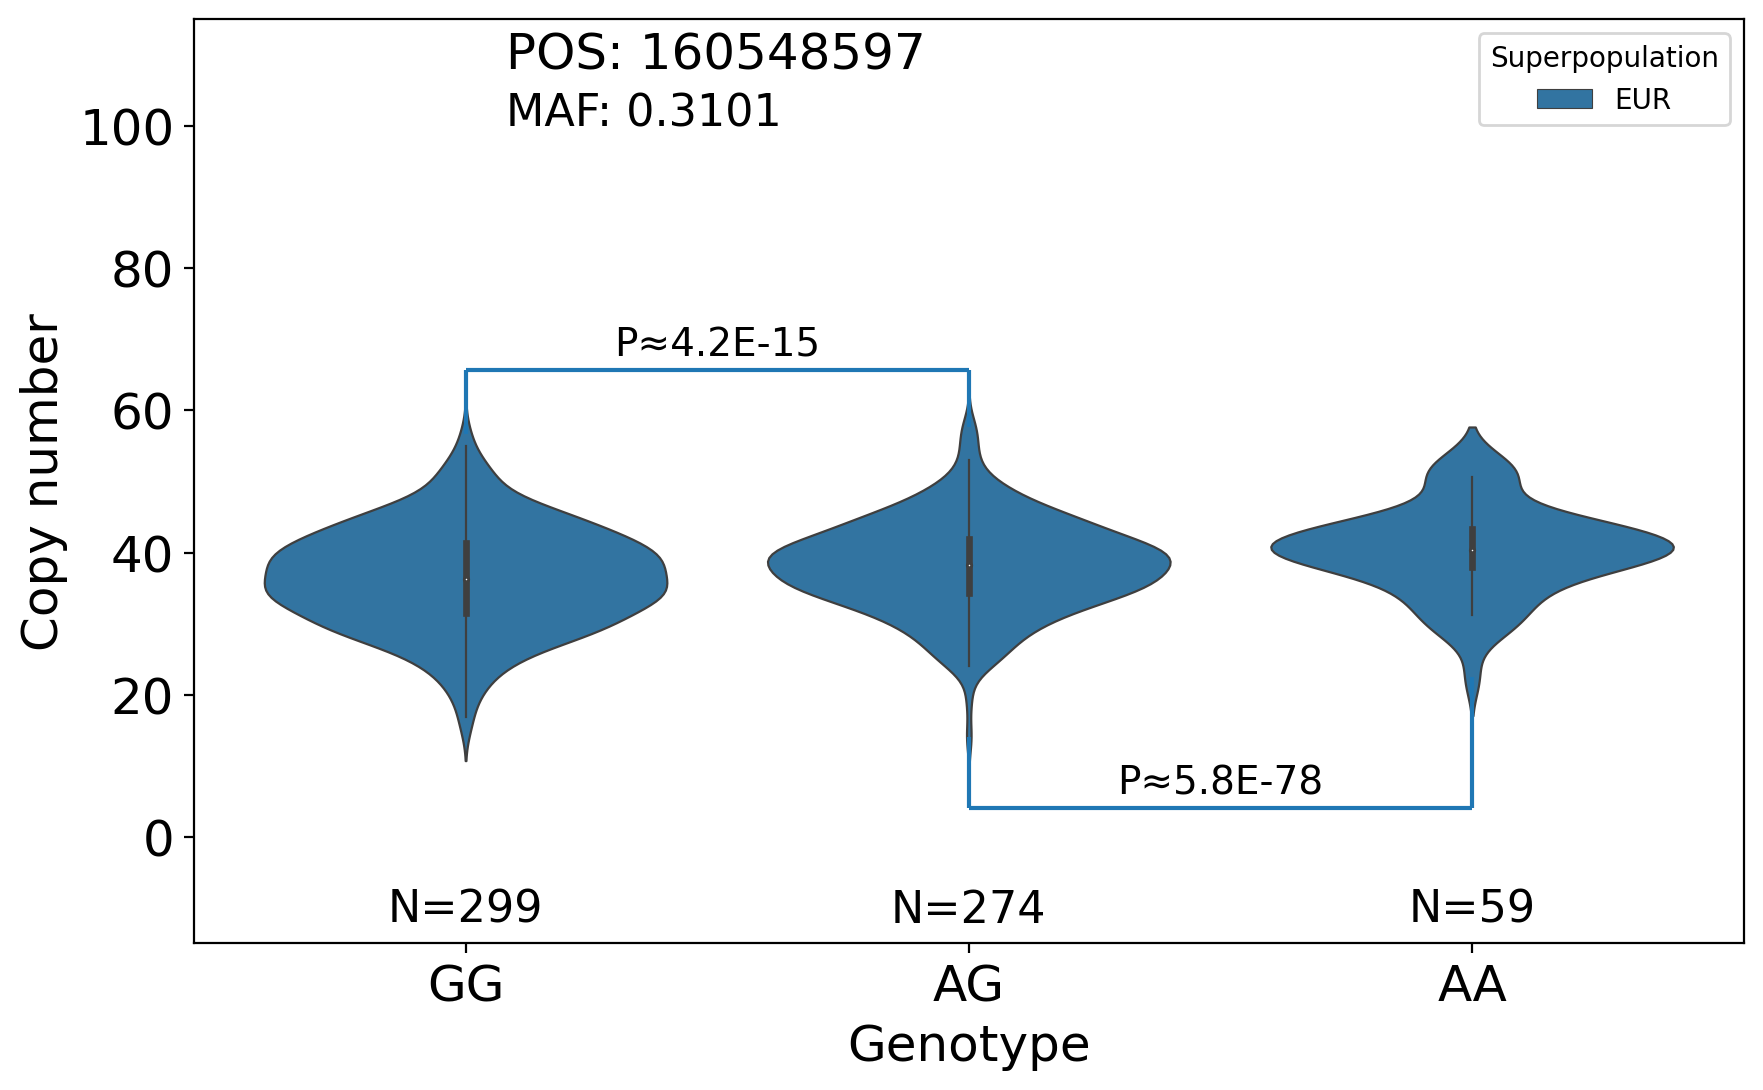 POS: 160548597
MAF: 0.3101
Superpopulation
EUR
100
80
60
40
20
0
Copy number
P≈4.2E-15
P≈5.8E-78
N=299
N=274
N=59
GG
AG
AA
Genotype